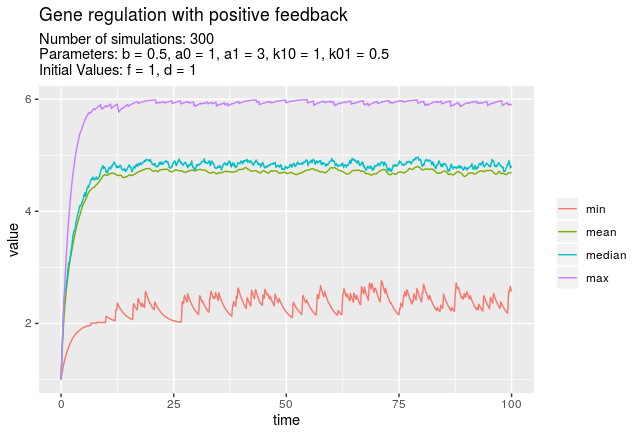 Gene regulation with positive feedback
Number of simulations: 300
Parameters: b = 0.5, a0 = 1, a1 = 3, k10 = 1, k01 = 0.5
Initial Values: f = 1, d = 1
6
4
2
value
0
25
50
75
100
time
min
mean
median
max